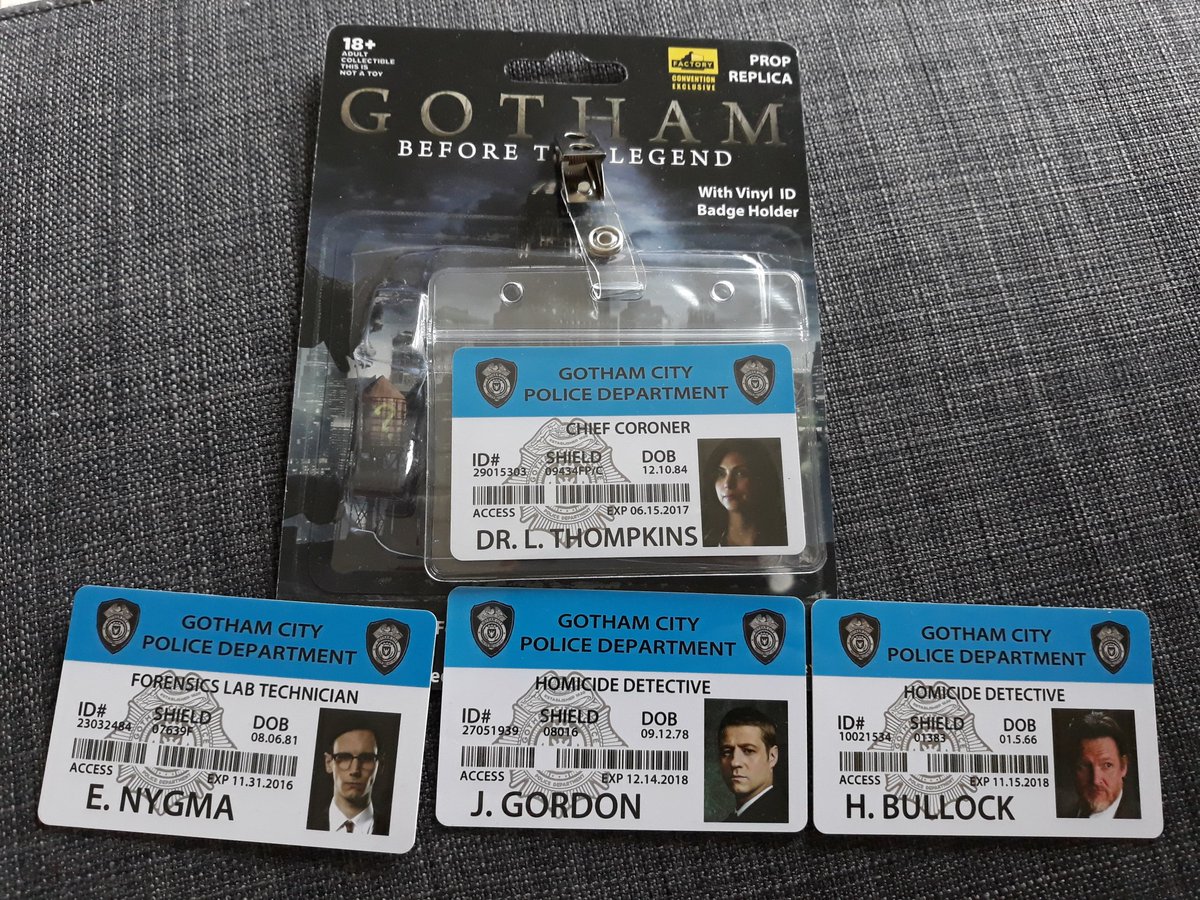 18+
ADULT
COLLECTIBLE
THIS IS
NOT A TOY
FACTORY
CONVENTION
EXCLUSIVE
PROP
REPLICA
GOTHAM
BEFORE LEGEND
With Vinyl ID
Badge Holder
GOTHAM CITY
POLICE DEPARTMENT
CHIEF CORONER
ID# SHIELD DOB
29015303 09434FP/C 12.10.84
ACCESS EXP 06.15.2017
DR. L. THOMPKINS
GOTHAM CITY
POLICE DEPARTMENT
FORENSICS LAB TECHNICIAN
ID# SHIELD DOB
23032484 07639F 08.06.81
ACCESS EXP 11.31.2016
E. NYGMA
GOTHAM CITY
POLICE DEPARTMENT
HOMICIDE DETECTIVE
ID# SHIELD DOB
27051939 08016 09.12.78
ACCESS EXP 12.14.2018
J. GORDON
GOTHAM CITY
POLICE DEPARTMENT
HOMICIDE DETECTIVE
ID# SHIELD DOB
10021534 01383 01.5.66
ACCESS EXP 11.15.2018
H. BULLOCK